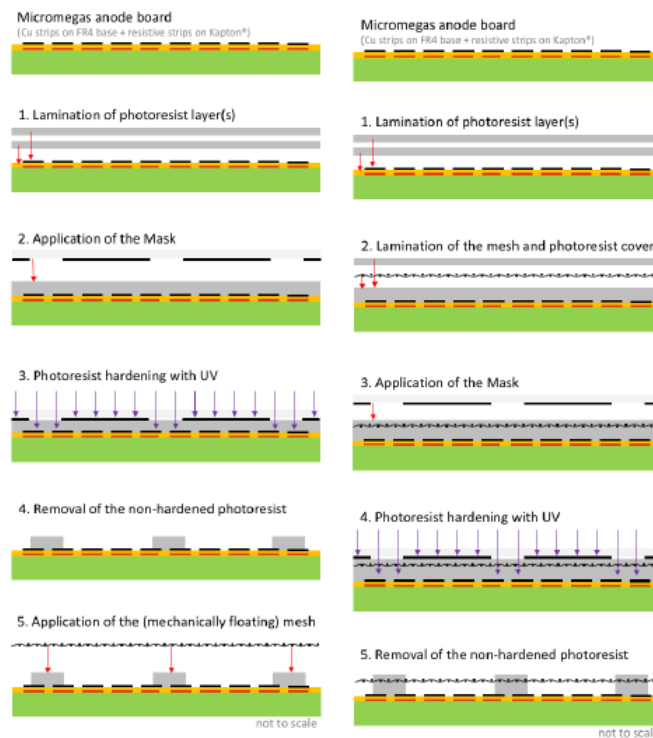 Micromegas anode board
(Cu strips on FR4 base + resistive strips on Kapton®)
1. Lamination of photoresist layer(s)
2. Application of the Mask
3. Photoresist hardening with UV
4. Removal of the non-hardened photoresist
5. Application of the (mechanically floating) mesh
not to scale
Micromegas anode board
(Cu strips on FR4 base + resistive strips on Kapton®)
1. Lamination of photoresist layer(s)
2. Lamination of the mesh and photoresist cover
3. Application of the Mask
4. Photoresist hardening with UV
5. Removal of the non-hardened photoresist
not to scal